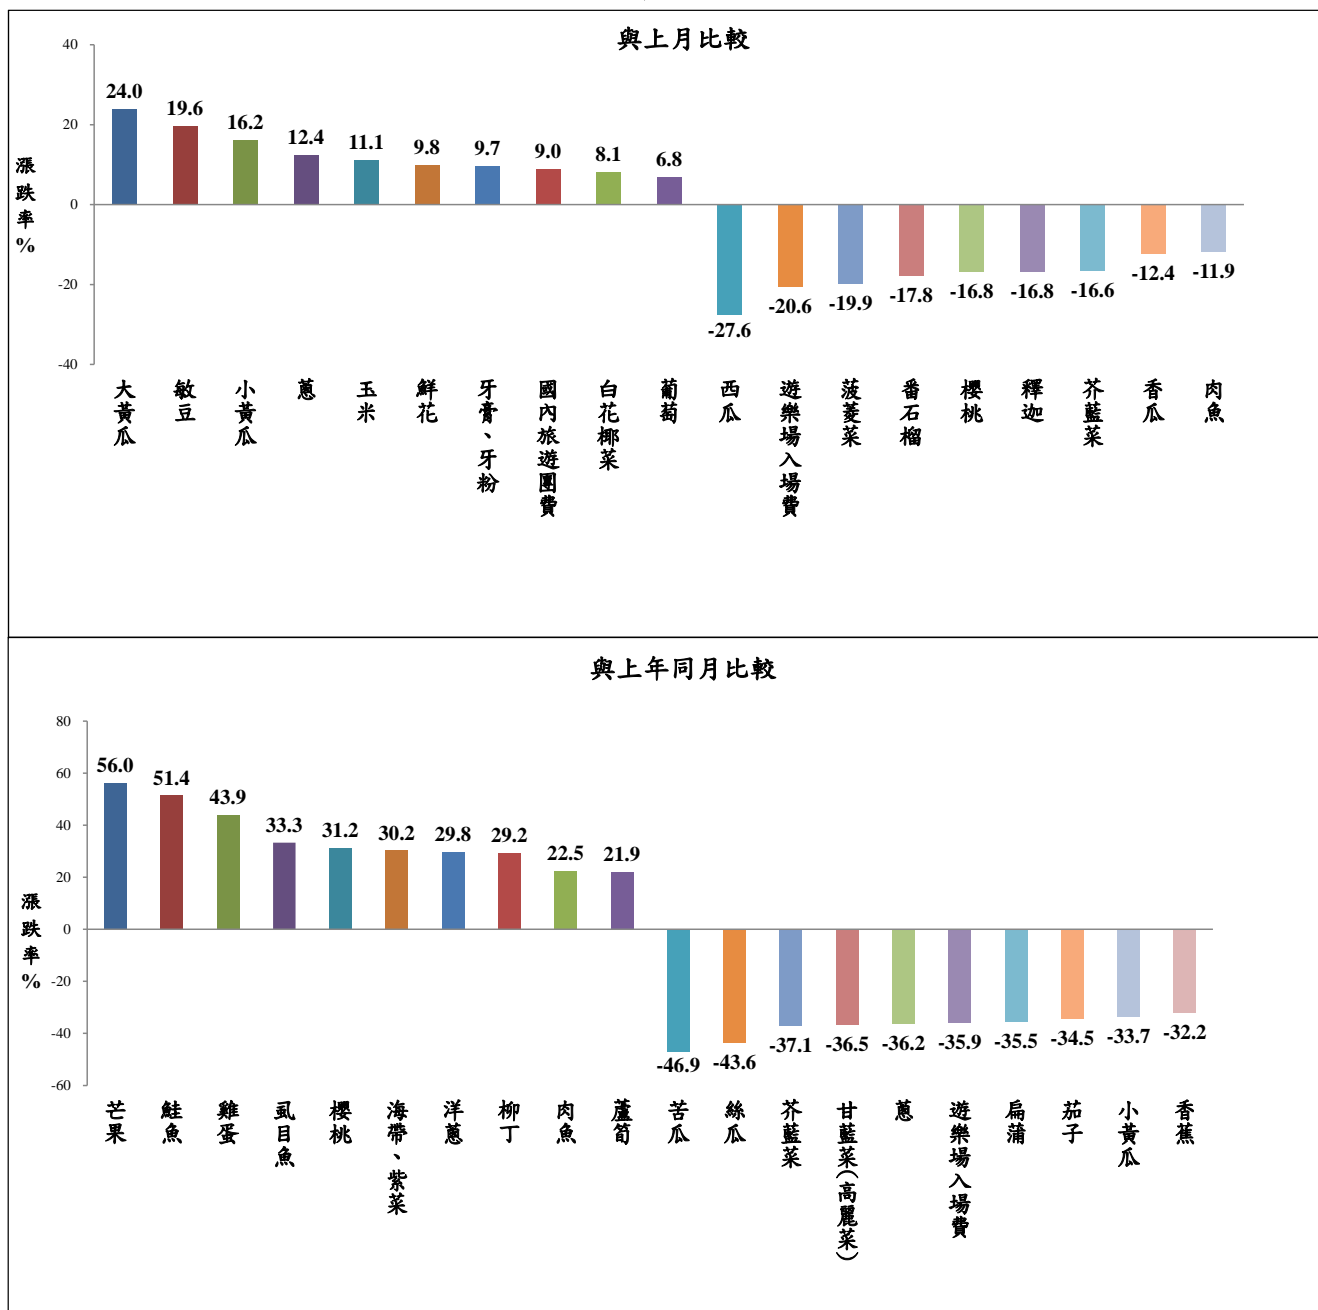 與上月比較
漲跌率%
40
20
0
-20
-40
24.0
19.6
16.2
12.4
11.1
9.8
9.7
9.0
8.1
6.8
-27.6
-20.6
-19.9
-17.8
-16.8
-16.8
-16.6
-12.4
-11.9
大黃瓜
敏豆
小黃瓜
蔥
玉米
鮮花
牙膏、牙粉
國內旅遊團費
白花椰菜
葡萄
西瓜
遊樂場入場費
菠菱菜
番石榴
櫻桃
釋迦
芥藍菜
香瓜
肉魚
與上年同月比較
漲跌率%
80
60
40
20
0
-20
-40
-60
56.0
51.4
43.9
33.3
31.2
30.2
29.8
29.2
22.5
21.9
-46.9
-43.6
-37.1
-36.5
-36.2
-35.9
-35.5
-34.5
-33.7
-32.2
芒果
鮭魚
雞蛋
虱目魚
櫻桃
海帶、紫菜
洋蔥
柳丁
肉魚
蘆筍
苦瓜
絲瓜
芥藍菜
甘藍菜(高麗菜)
蔥
遊樂場入場費
扁蒲
茄子
小黃瓜
香蕉